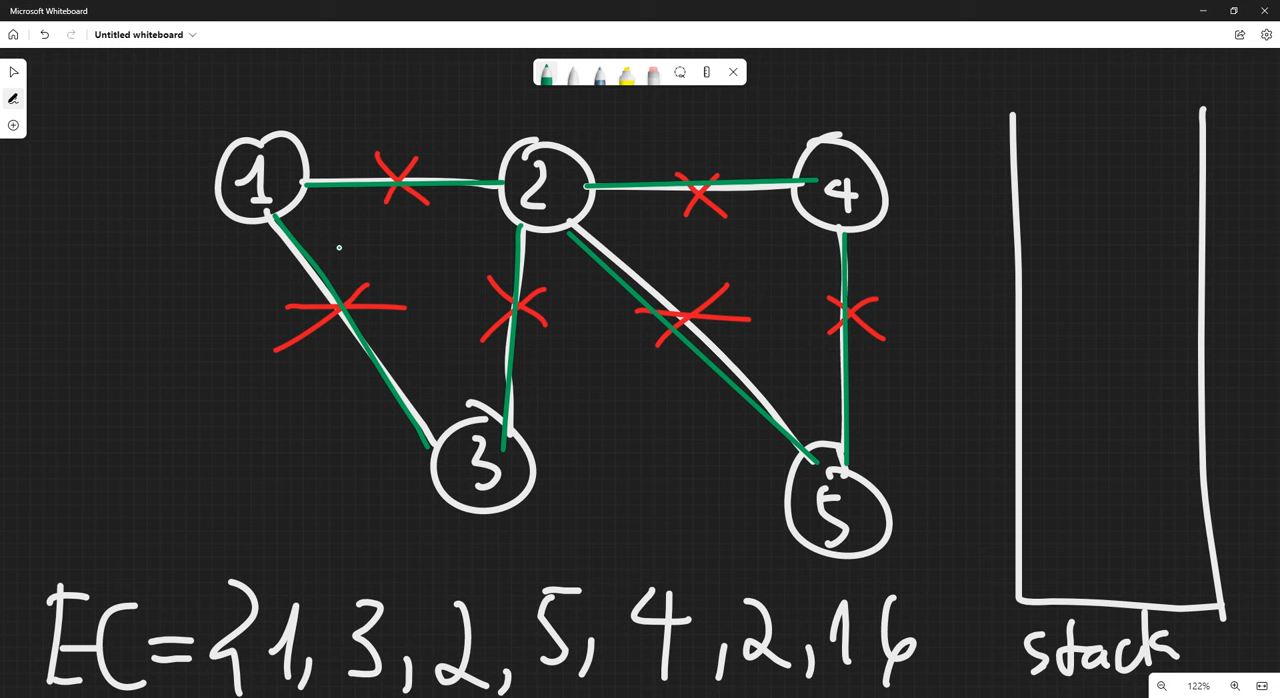 Microsoft Whiteboard
Untitled whiteboard
1 2 4
3 5
EC={1, 3, 2, 5, 4, 2, 1}
stack
122%